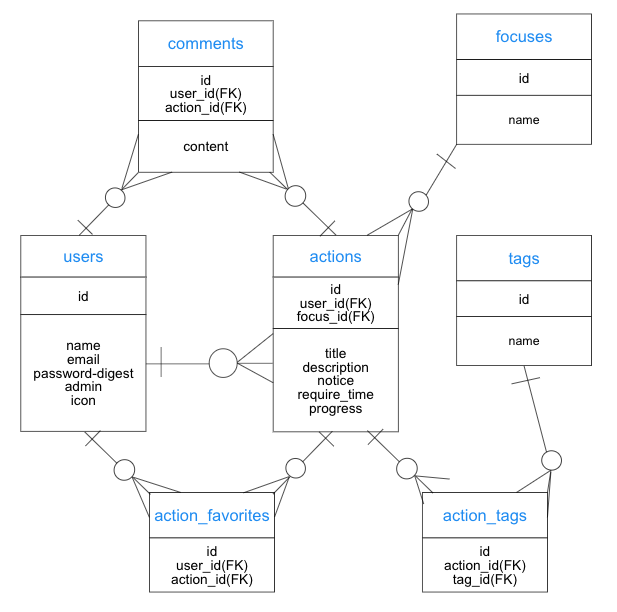 comments
id
user_id(FK)
action_id(FK)
content
focuses
id
name
users
id
name
email
password-digest
admin
icon
actions
id
user_id(FK)
focus_id(FK)
title
description
notice
require_time
progress
tags
id
name
action_favorites
id
user_id(FK)
action_id(FK)
action_tags
id
action_id(FK)
tag_id(FK)